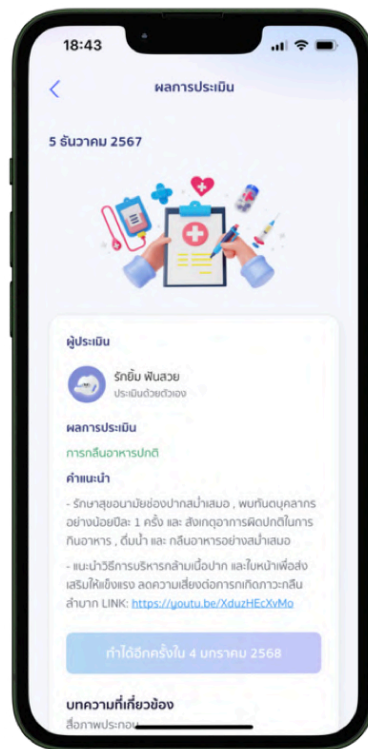 18:43
ผลการประเมิน
5 ธันวาคม 2567
ผู้ประเมิน
รักยิ้ม ฟันสวย
ประเมินด้วยตัวเอง
ผลการประเมิน
การกลืนอาหารปกติ
คำแนะนำ
- รักษาสุขอนามัยช่องปากสม่ำเสมอ , พบทันตบุคลากร
อย่างน้อยปีละ 1 ครั้ง และ สังเกตุอาการผิดปกติในการ
กินอาหาร , ดื่มน้ำ และ กลืนอาหารอย่างสม่ำเสมอ
- แนะนำวิธีการบริหารกล้ามเนื้อปาก และใบหน้าเพื่อส่ง
เสริมให้แข็งแรง ลดความเสี่ยงต่อการเกิดภาวะกลืน
ลำบาก LINK: https://youtu.be/XduzHEcXvMo
ทำได้อีกครั้งใน 4 มกราคม 2568
บทความที่เกี่ยวข้อง
สื่อภาพประกอบ